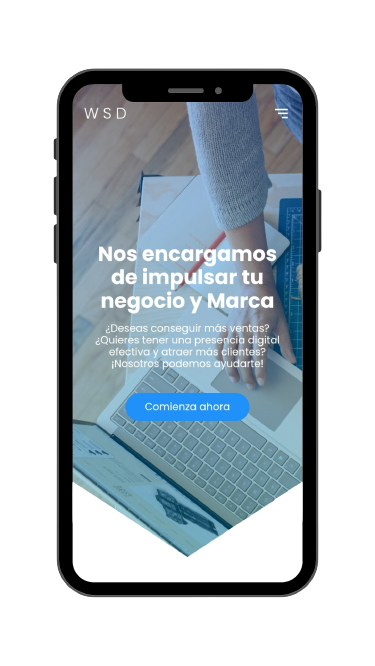 WSD
Nos encargamos
de impulsar tu
negocio y Marca
¿Deseas conseguir más ventas?
¿Quieres tener una presencia digital
efectiva y atraer más clientes?
¡Nosotros podemos ayudarte!
Comienza ahora